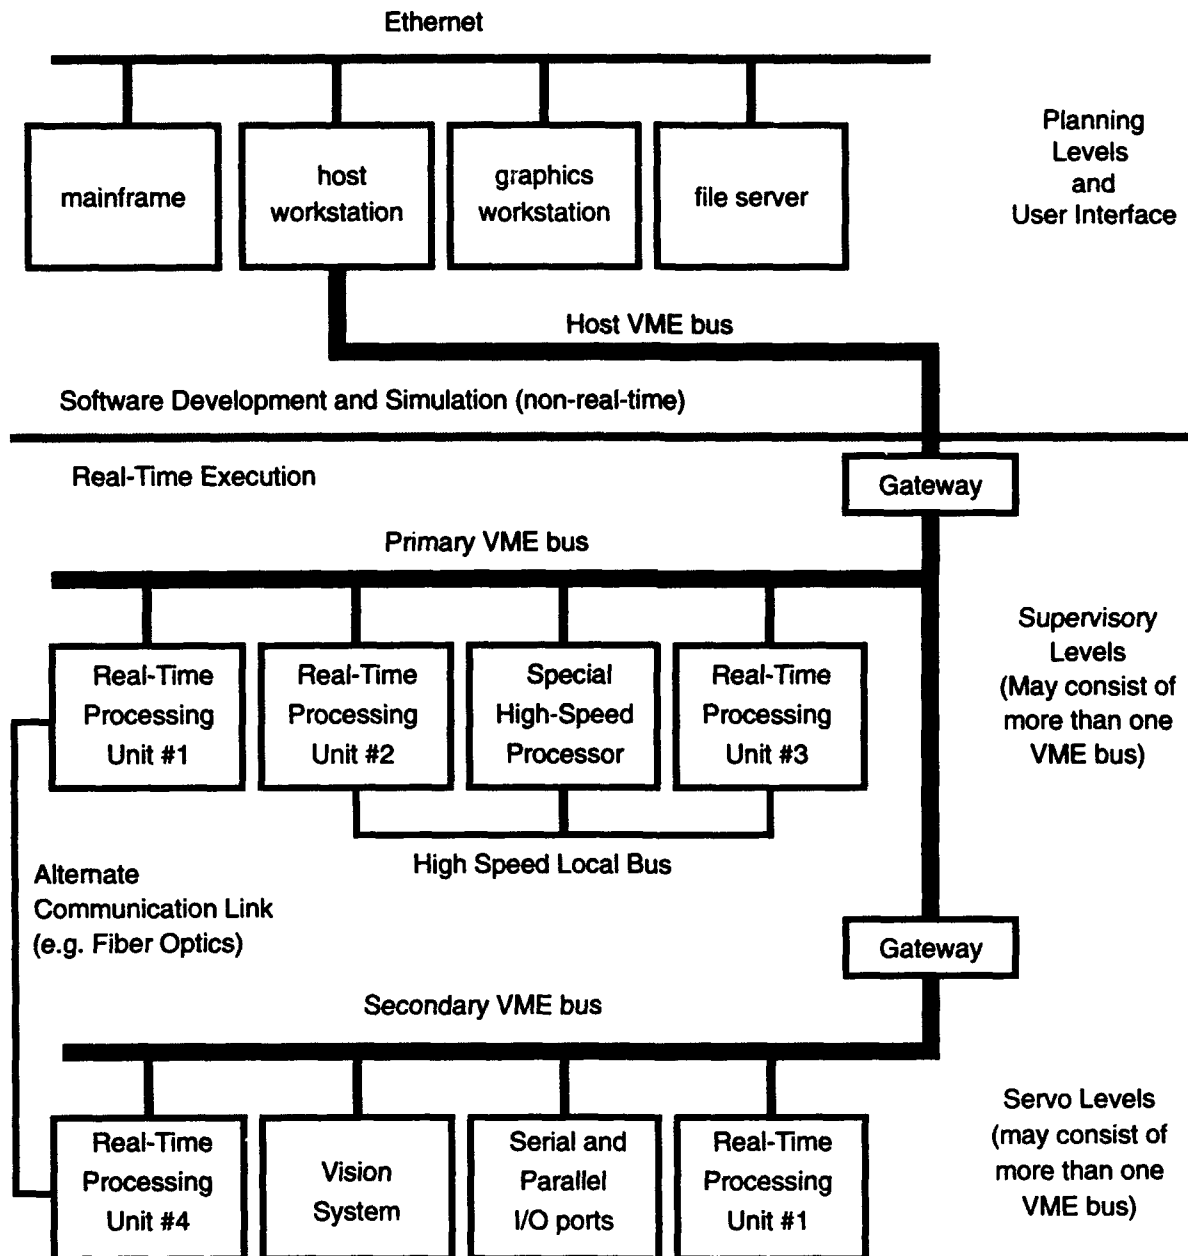 Ethernet
mainframe
host
workstation
graphics
workstation
file server
Planning
Levels
and
User Interface
Host VME bus
Software Development and Simulation (non-real-time)
Real-Time Execution
Gateway
Primary VME bus
Real-Time
Processing
Unit #1
Real-Time
Processing
Unit #2
Special
High-Speed
Processor
Real-Time
Processing
Unit #3
Supervisory
Levels
(May consist of
more than one
VME bus)
High Speed Local Bus
Alternate
Communication Link
(e.g. Fiber Optics)
Gateway
Secondary VME bus
Real-Time
Processing
Unit #4
Vision
System
Serial and
Parallel
I/O ports
Real-Time
Processing
Unit #1
Servo Levels
(may consist of
more than one
VME bus)